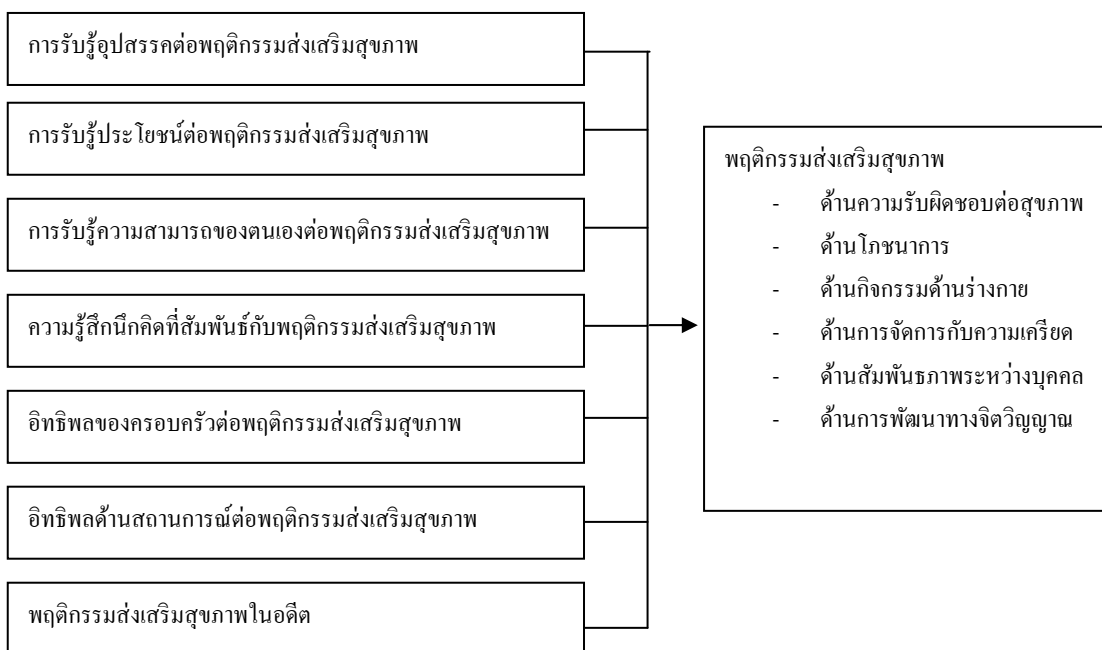 การรับรู้อุปสรรคต่อพฤติกรรมส่งเสริมสุขภาพ
การรับรู้ประโยชน์ต่อพฤติกรรมส่งเสริมสุขภาพ
การรับรู้ความสามารถของตนเองต่อพฤติกรรมส่งเสริมสุขภาพ
ความรู้สึกนึกคิดที่สัมพันธ์กับพฤติกรรมส่งเสริมสุขภาพ
อิทธิพลของครอบครัวต่อพฤติกรรมส่งเสริมสุขภาพ
อิทธิพลด้านสถานการณ์ต่อพฤติกรรมส่งเสริมสุขภาพ
พฤติกรรมส่งเสริมสุขภาพในอดีต
พฤติกรรมส่งเสริมสุขภาพ
- ด้านความรับผิดชอบต่อสุขภาพ
- ด้านโภชนาการ
- ด้านกิจกรรมด้านร่างกาย
- ด้านการจัดการกับความเครียด
- ด้านสัมพันธภาพระหว่างบุคคล
- ด้านการพัฒนาทางจิตวิญญาณ